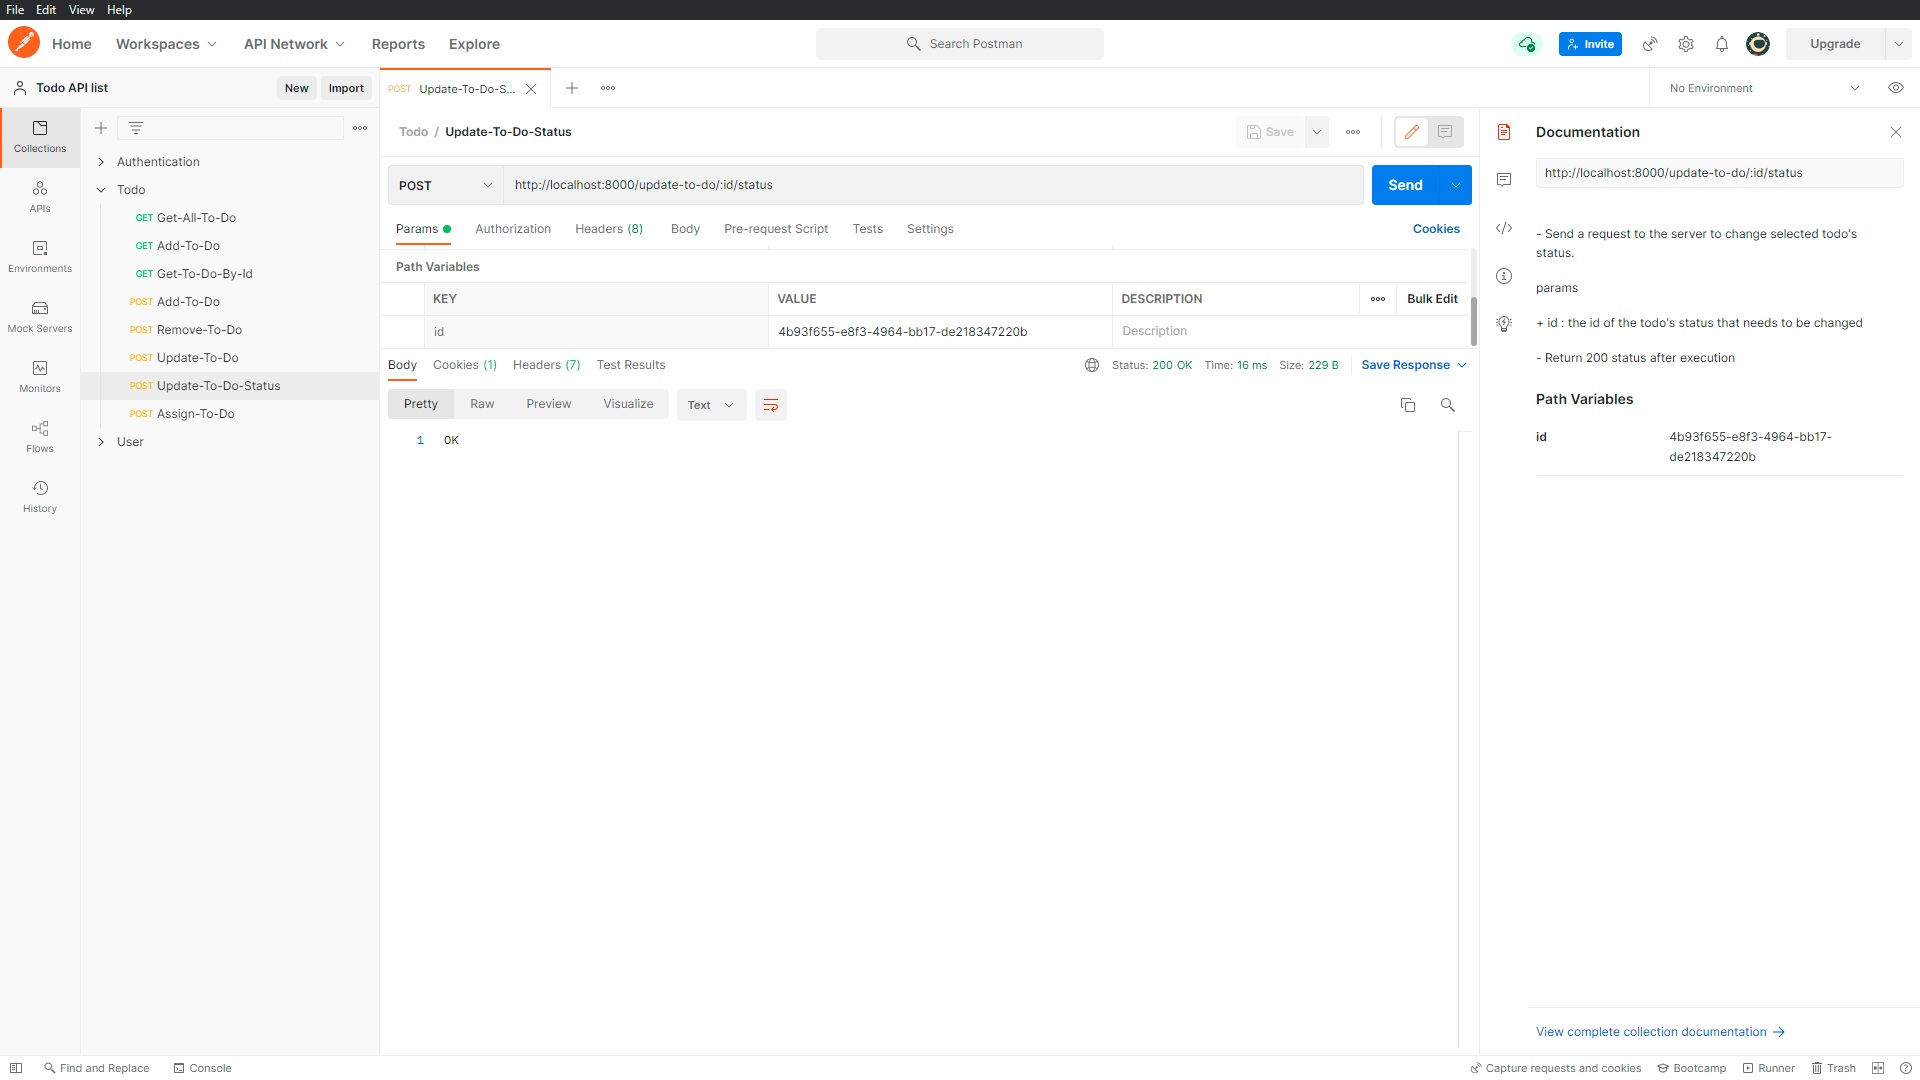 File Edit View Help
Home Workspaces API Network Reports Explore Search Postman Invite Upgrade
Todo API list New Import POST Update-To-Do-S... No Environment
Collections
APIs
Environments
Mock Servers
Monitors
Flows
History
Authentication
Todo
GET Get-All-To-Do
GET Add-To-Do
GET Get-To-Do-By-Id
POST Add-To-Do
POST Remove-To-Do
POST Update-To-Do
POST Update-To-Do-Status
POST Assign-To-Do
User
Todo / Update-To-Do-Status Save
POST http://localhost:8000/update-to-do/:id/status Send
Params Authorization Headers (8) Body Pre-request Script Tests Settings Cookies
Path Variables
KEY VALUE DESCRIPTION Bulk Edit
id 4b93f655-e8f3-4964-bb17-de218347220b Description
Body Cookies (1) Headers (7) Test Results Status: 200 OK Time: 16 ms Size: 229 B Save Response
Pretty Raw Preview Visualize Text
1 OK
Documentation
http://localhost:8000/update-to-do/:id/status
- Send a request to the server to change selected todo's
status.
params
+ id : the id of the todo's status that needs to be changed
- Return 200 status after execution
Path Variables
id 4b93f655-e8f3-4964-bb17-
de218347220b
View complete collection documentation
Find and Replace Console Capture requests and cookies Bootcamp Runner Trash